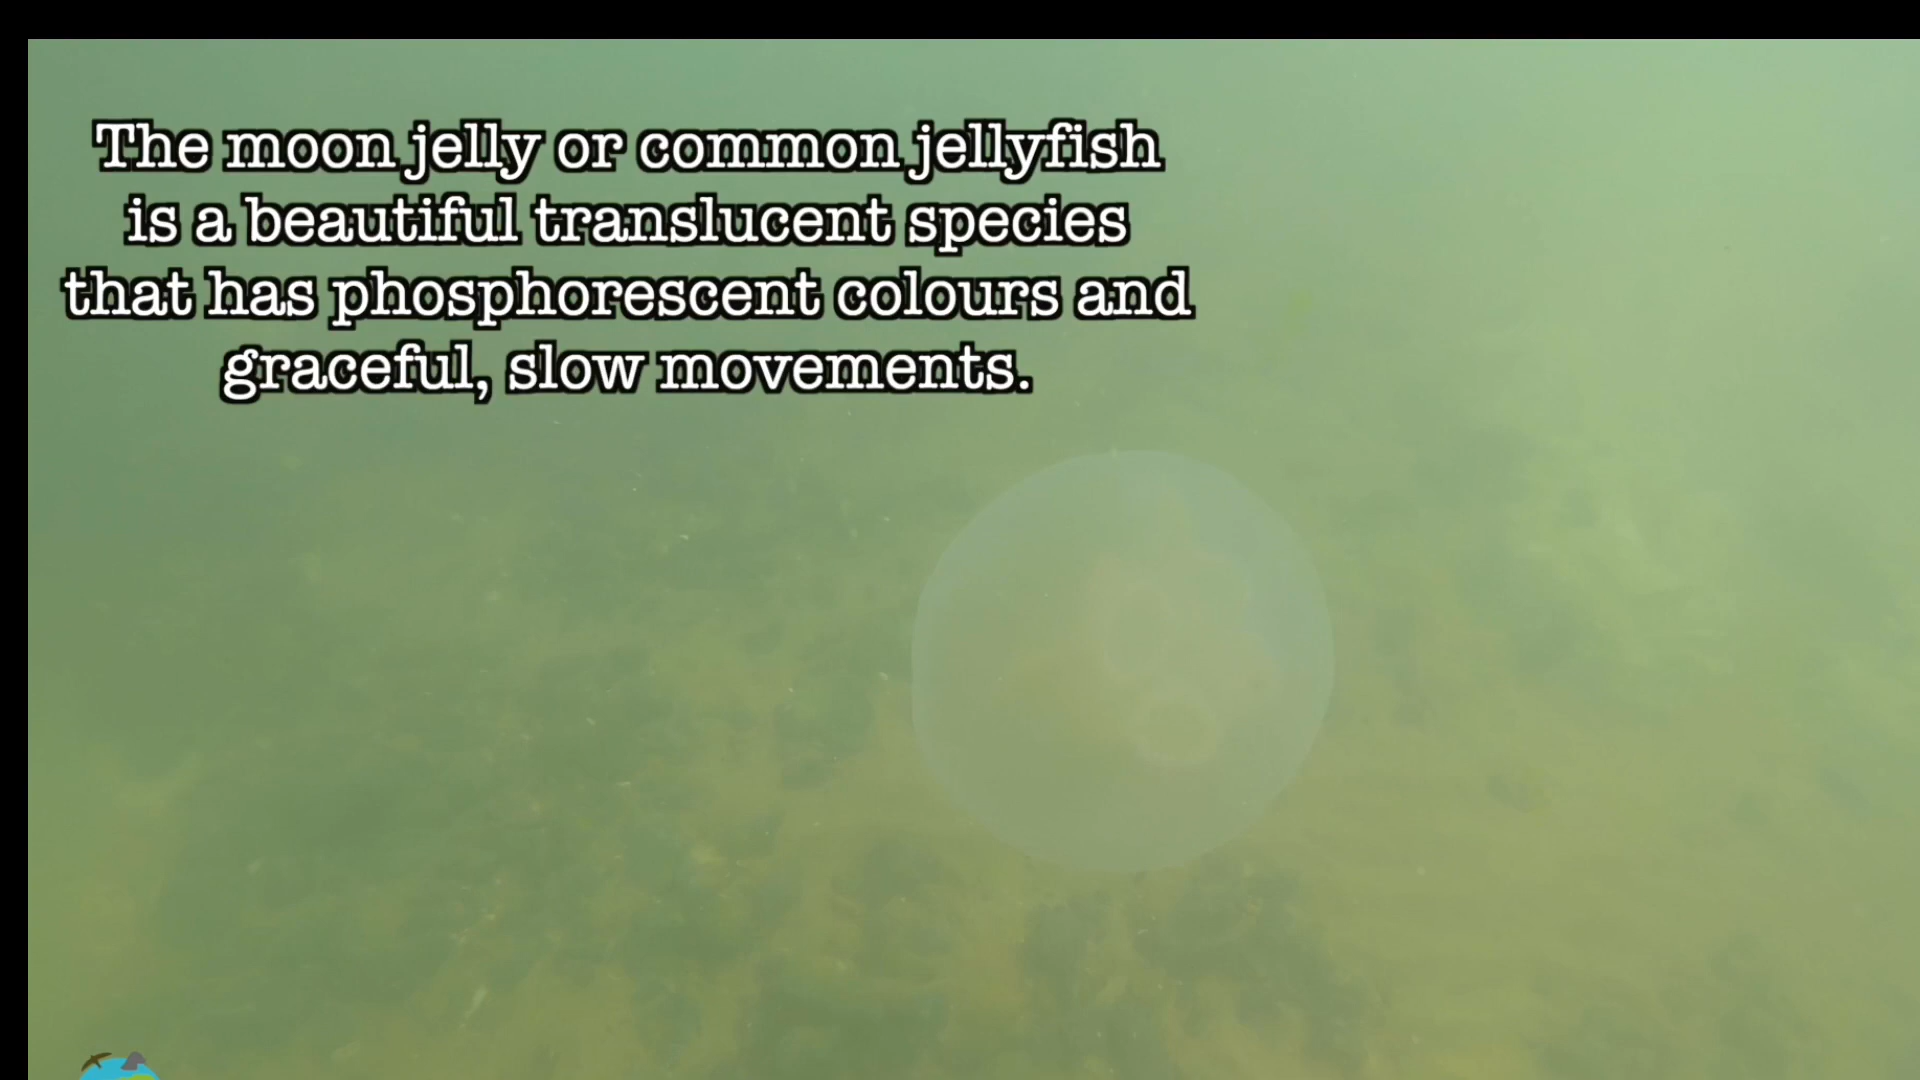 The moon jelly or common jellyfish
is a beautiful translucent species
that has phosphorescent colours and
graceful, slow movements.